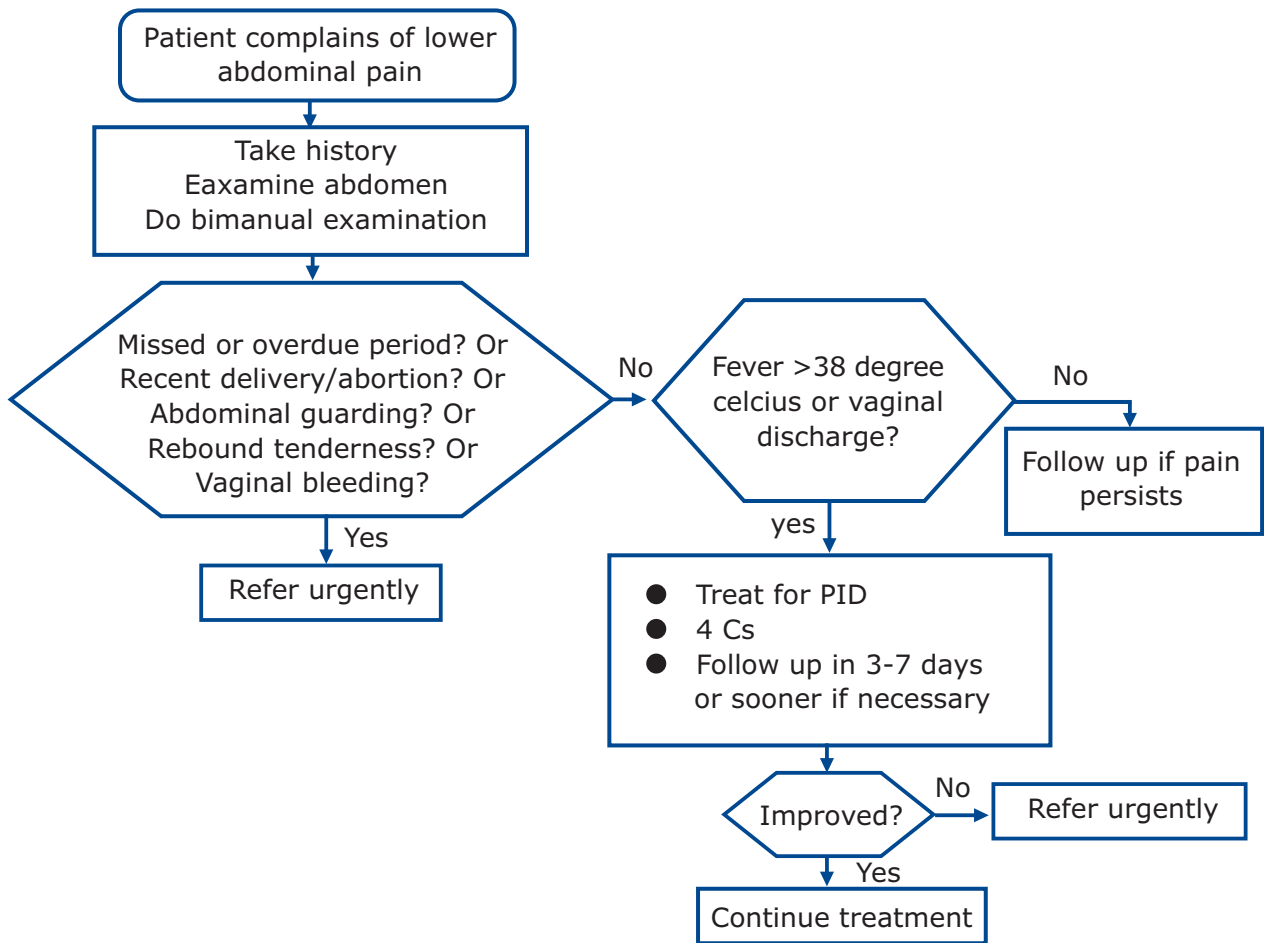 Patient complains of lower
abdominal pain
Take history
Eaxamine abdomen
Do bimanual examination
Missed or overdue period? Or
Recent delivery/abortion? Or
Abdominal guarding? Or
Rebound tenderness? Or
Vaginal bleeding?
No
Fever >38 degree
celcius or vaginal
discharge?
No
Follow up if pain
persists
Yes
Refer urgently
yes
● Treat for PID
● 4 Cs
● Follow up in 3-7 days
or sooner if necessary
Improved?
No
Refer urgently
Yes
Continue treatment